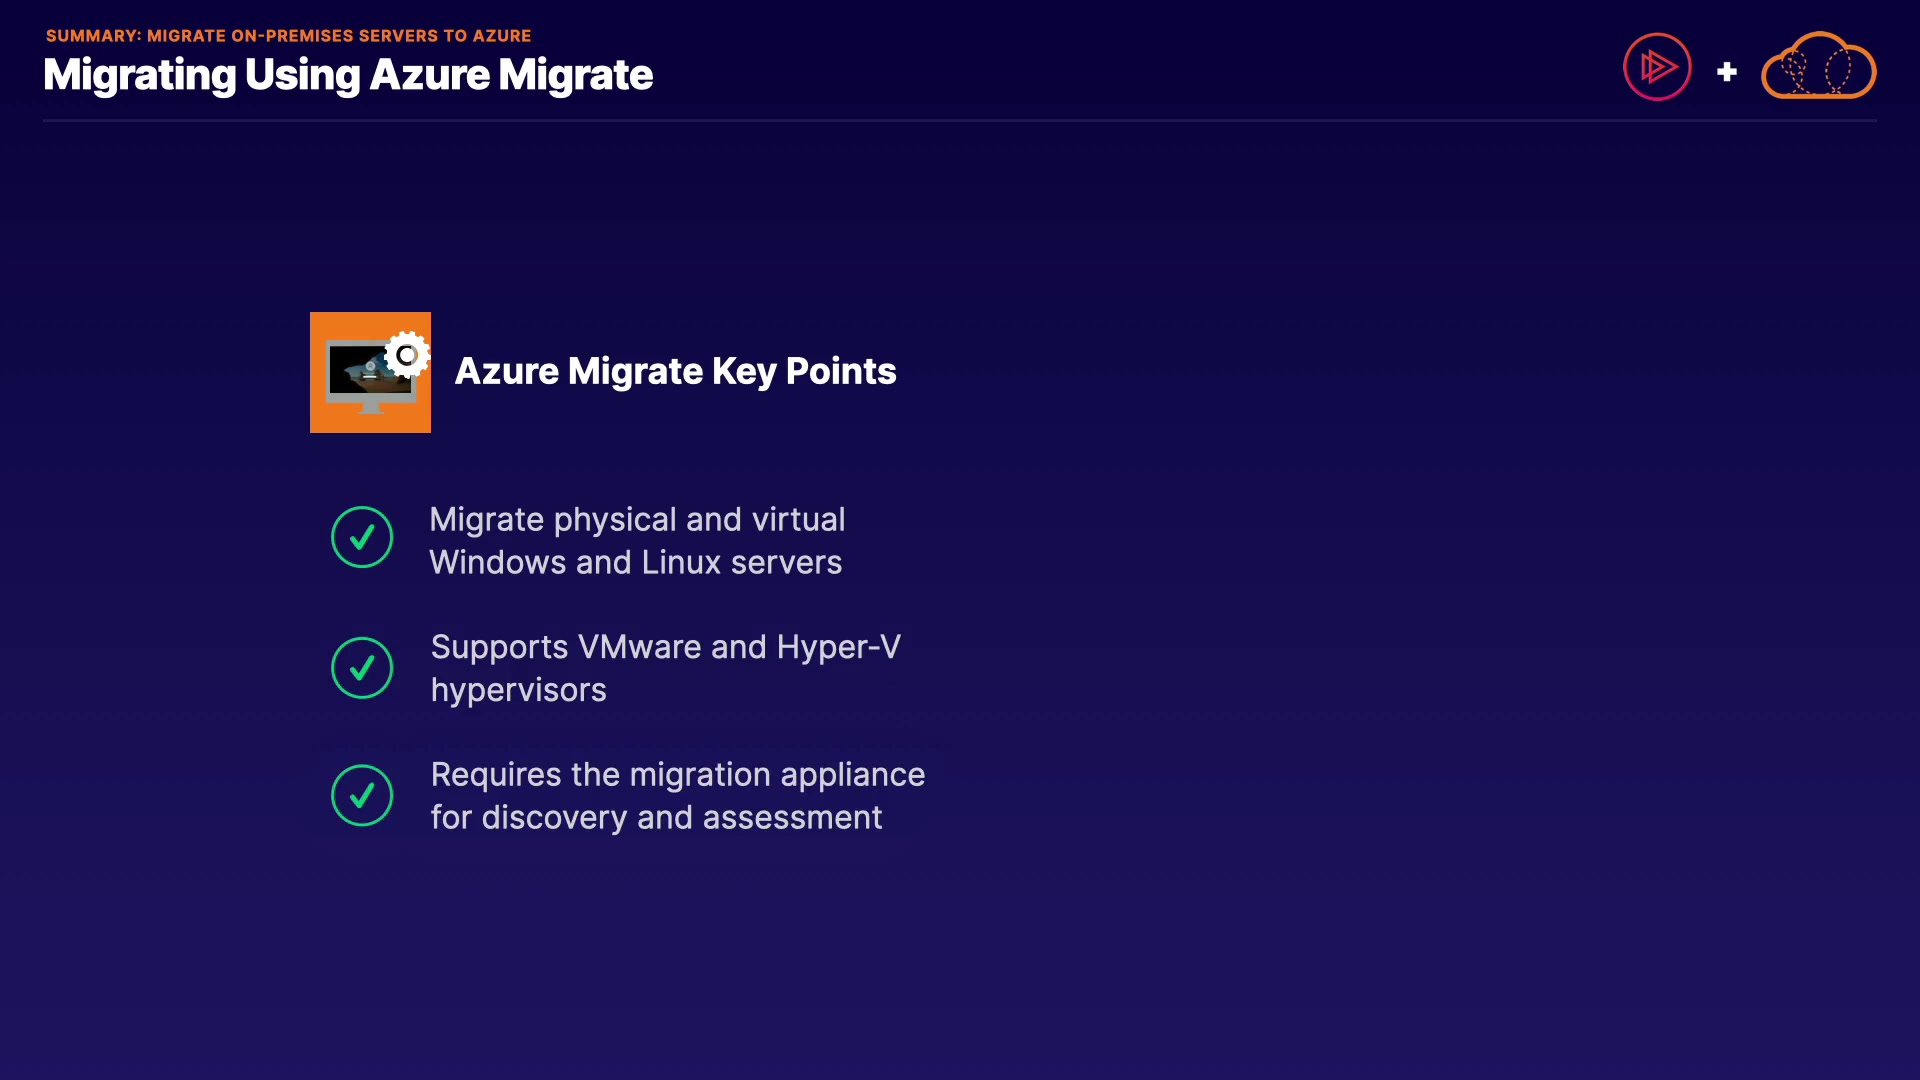 SUMMARY: MIGRATE ON-PREMISES SERVERS TO AZURE
Migrating Using Azure Migrate
Azure Migrate Key Points
Migrate physical and virtual
Windows and Linux servers
Supports VMware and Hyper-V
hypervisors
Requires the migration appliance
for discovery and assessment